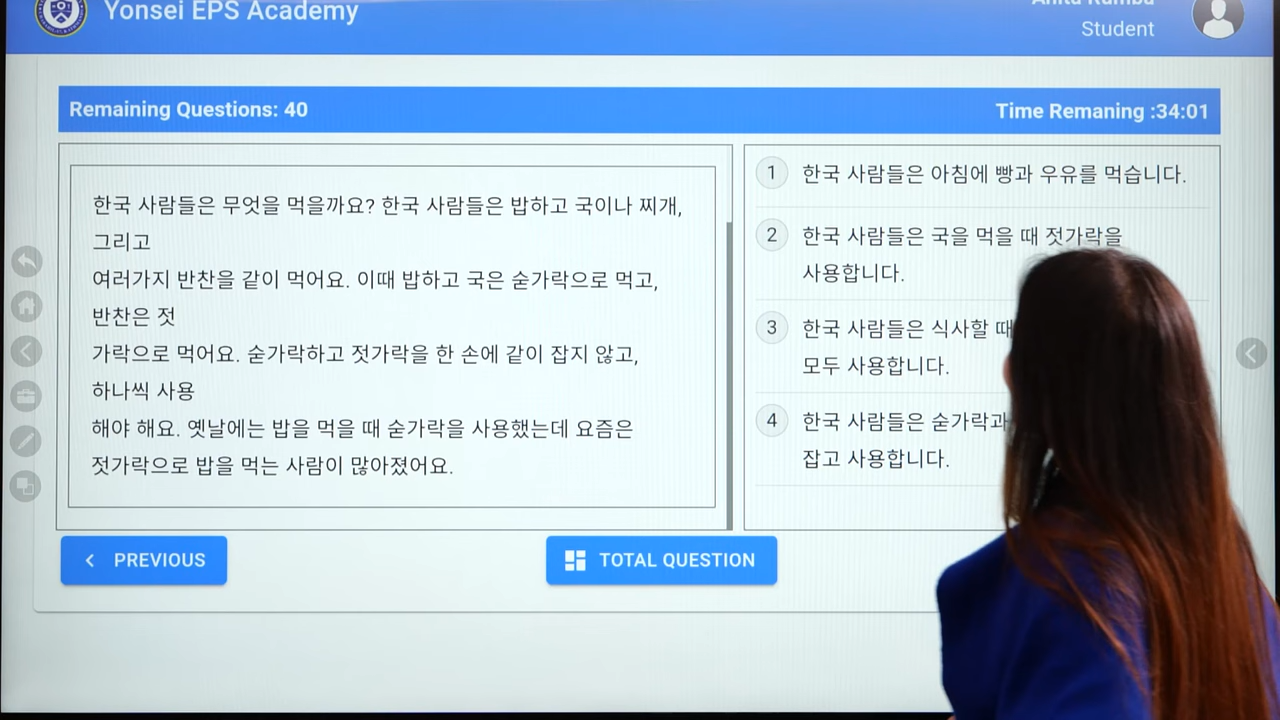 Yonsei EPS Academy
Student
Remaining Questions: 40
Time Remaning :34:01
한국 사람들은 무엇을 먹을까요? 한국 사람들은 밥하고 국이나 찌개,
그리고
여러가지 반찬을 같이 먹어요. 이때 밥하고 국은 숟가락으로 먹고,
반찬은 젓
가락으로 먹어요. 숟가락하고 젓가락을 한 손에 같이 잡지 않고,
하나씩 사용
해야 해요. 옛날에는 밥을 먹을 때 숟가락을 사용했는데 요즘은
젓가락으로 밥을 먹는 사람이 많아졌어요.
1 한국 사람들은 아침에 빵과 우유를 먹습니다.
2 한국 사람들은 국을 먹을 때 젓가락을
사용합니다.
3 한국 사람들은 식사할 때
모두 사용합니다.
4 한국 사람들은 숟가락과
잡고 사용합니다.
PREVIOUS
TOTAL QUESTION